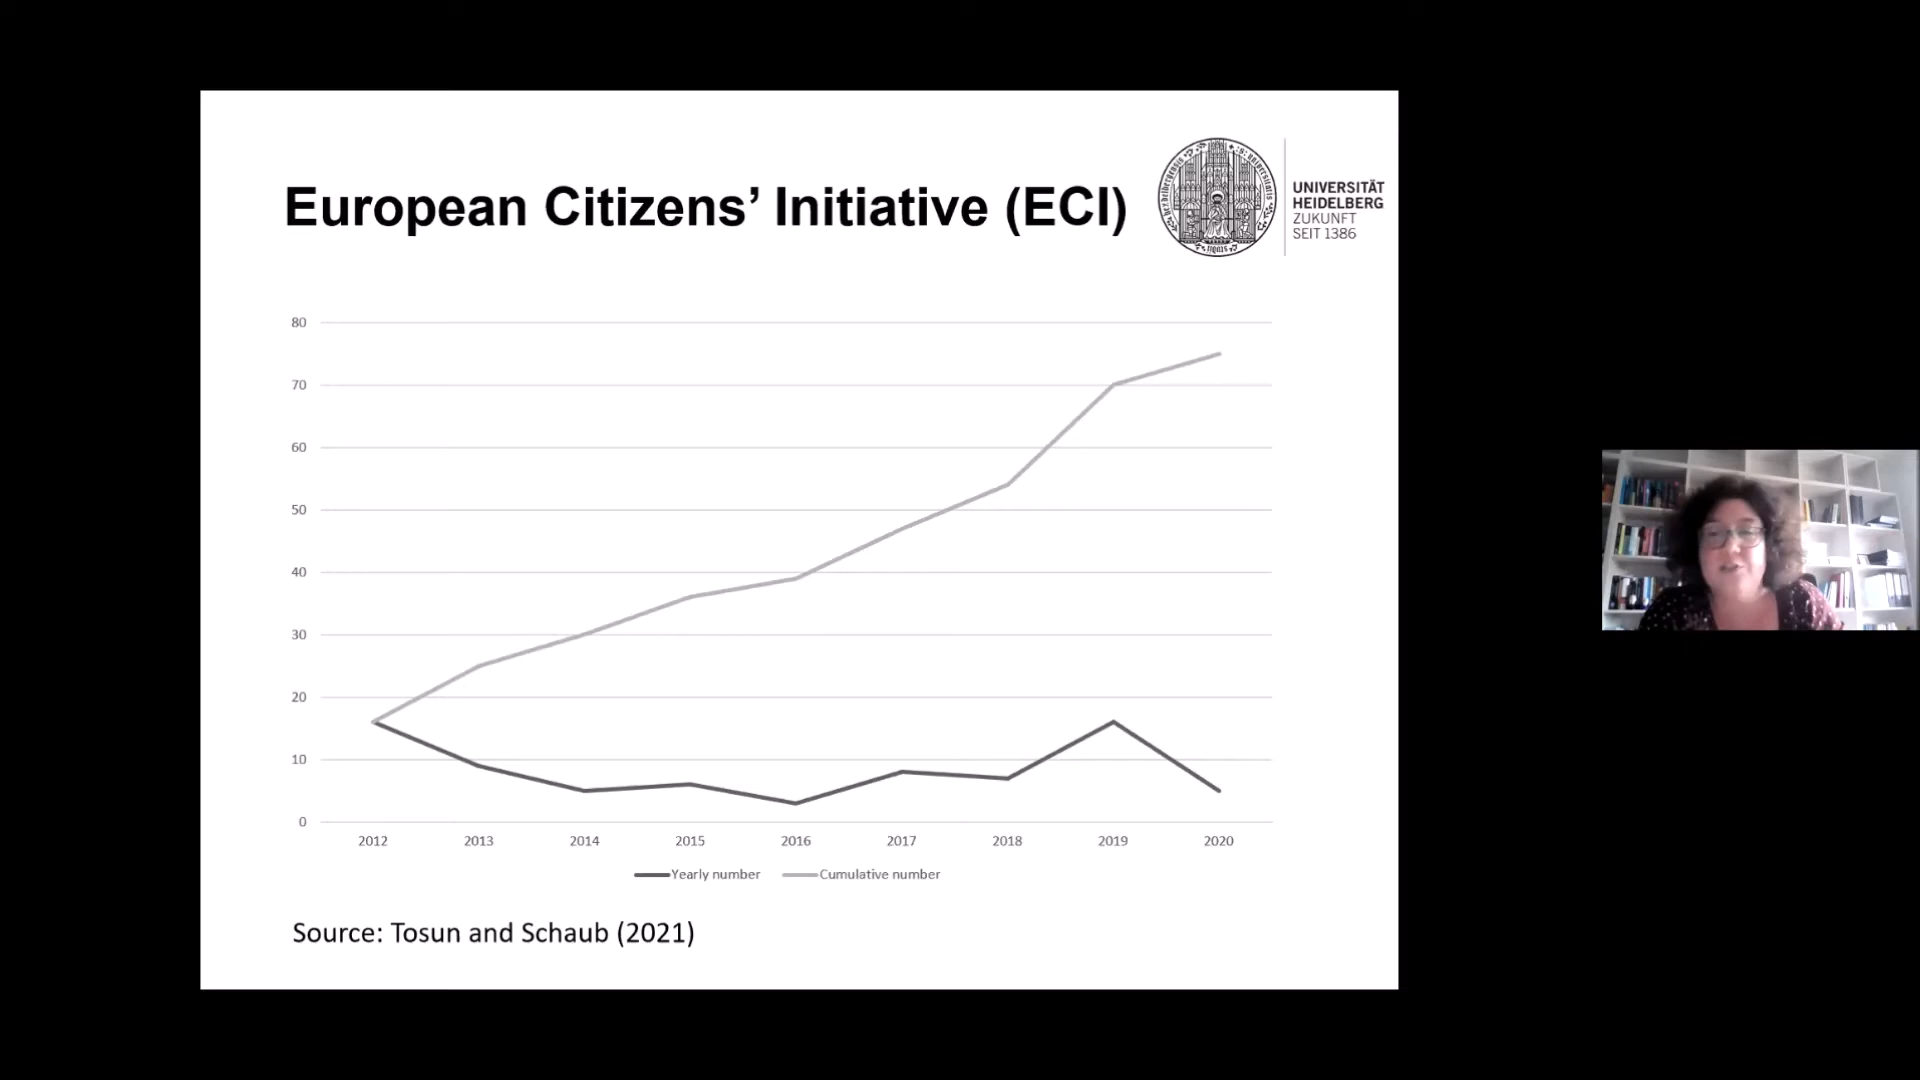 European Citizens’ Initiative (ECI)
UNIVERSITÄT
HEIDELBERG
ZUKUNFT
SEIT 1386
80
70
60
50
40
30
20
10
0
2012 2013 2014 2015 2016 2017 2018 2019 2020
Yearly number Cumulative number
Source: Tosun and Schaub (2021)